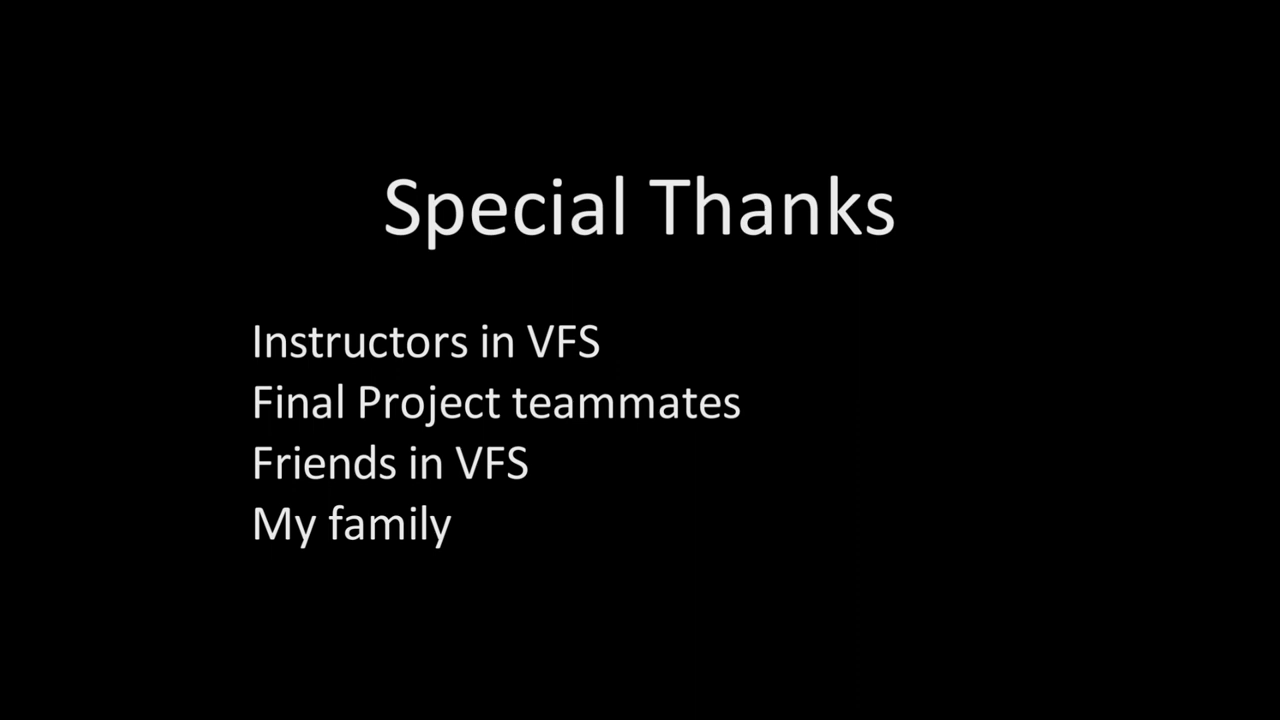 Special Thanks
Instructors in VFS
Final Project teammates
Friends in VFS
My family